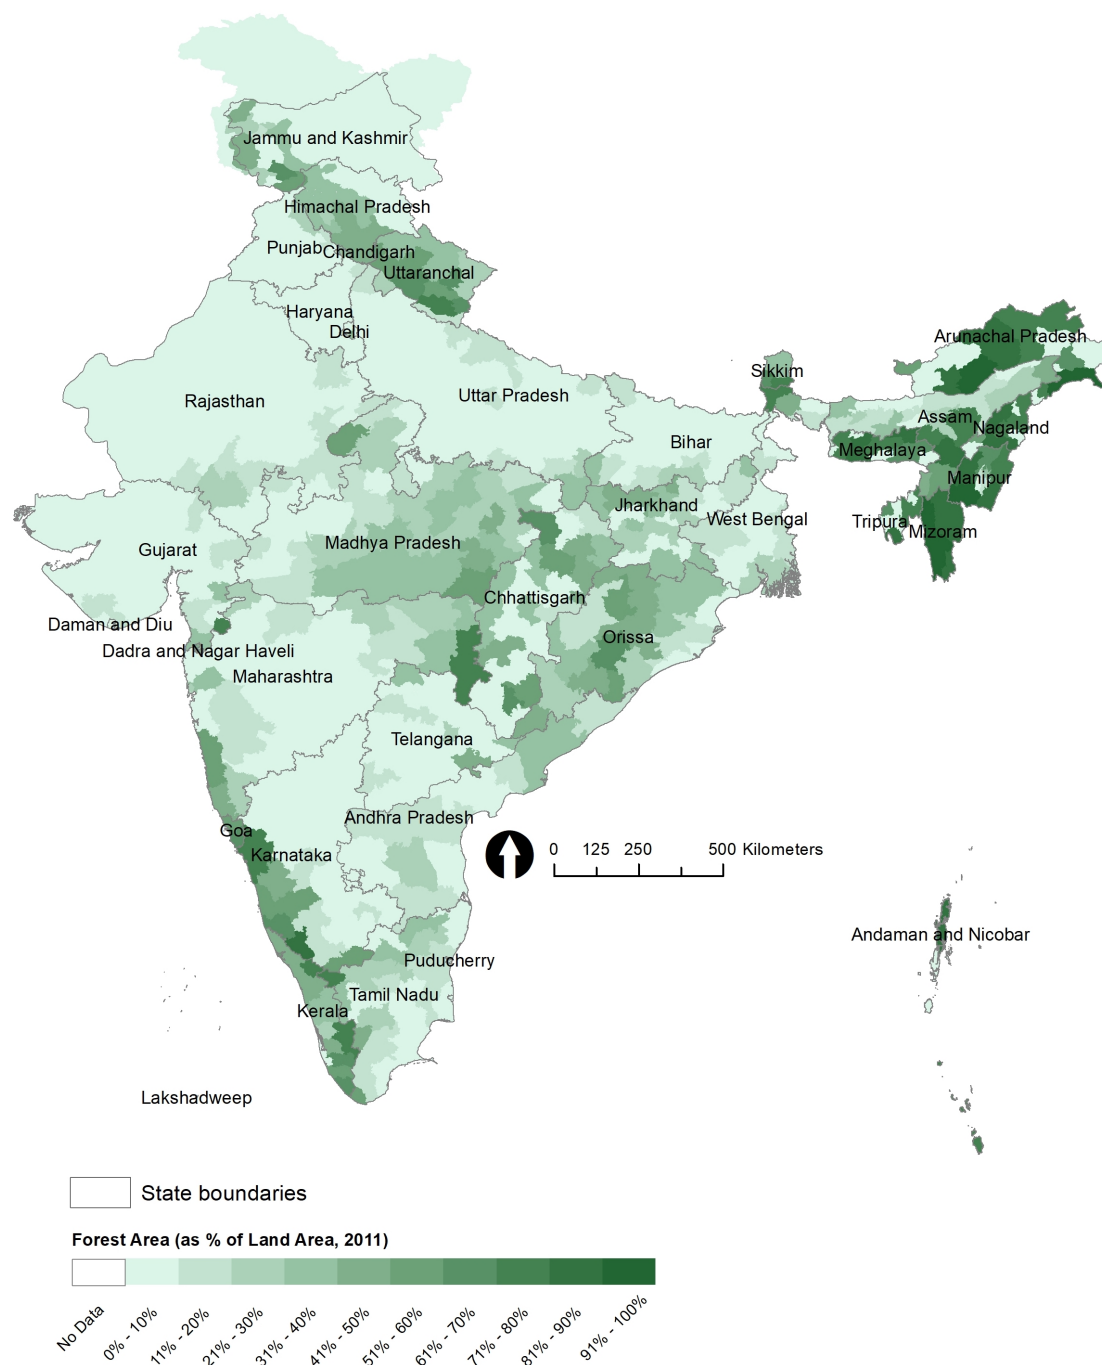 Jammu and Kashmir
Himachal Pradesh
Punjab
Chandigarh
Uttaranchal
Haryana
Delhi
Arunachal Pradesh
Sikkim
Rajasthan
Uttar Pradesh
Assam
Nagaland
Bihar
Meghalaya
Manipur
Jharkhand
West Bengal
Tripura
Mizoram
Gujarat
Madhya Pradesh
Chhattisgarh
Daman and Diu
Orissa
Dadra and Nagar Haveli
Maharashtra
Telangana
Andhra Pradesh
Goa
Karnataka
0 125 250 500 Kilometers
Andaman and Nicobar
Puducherry
Tamil Nadu
Kerala
Lakshadweep
State boundaries
Forest Area (as % of Land Area, 2011)
No Data
0% - 10%
11% - 20%
21% - 30%
31% - 40%
41% - 50%
51% - 60%
61% - 70%
71% - 80%
81% - 90%
91% - 100%